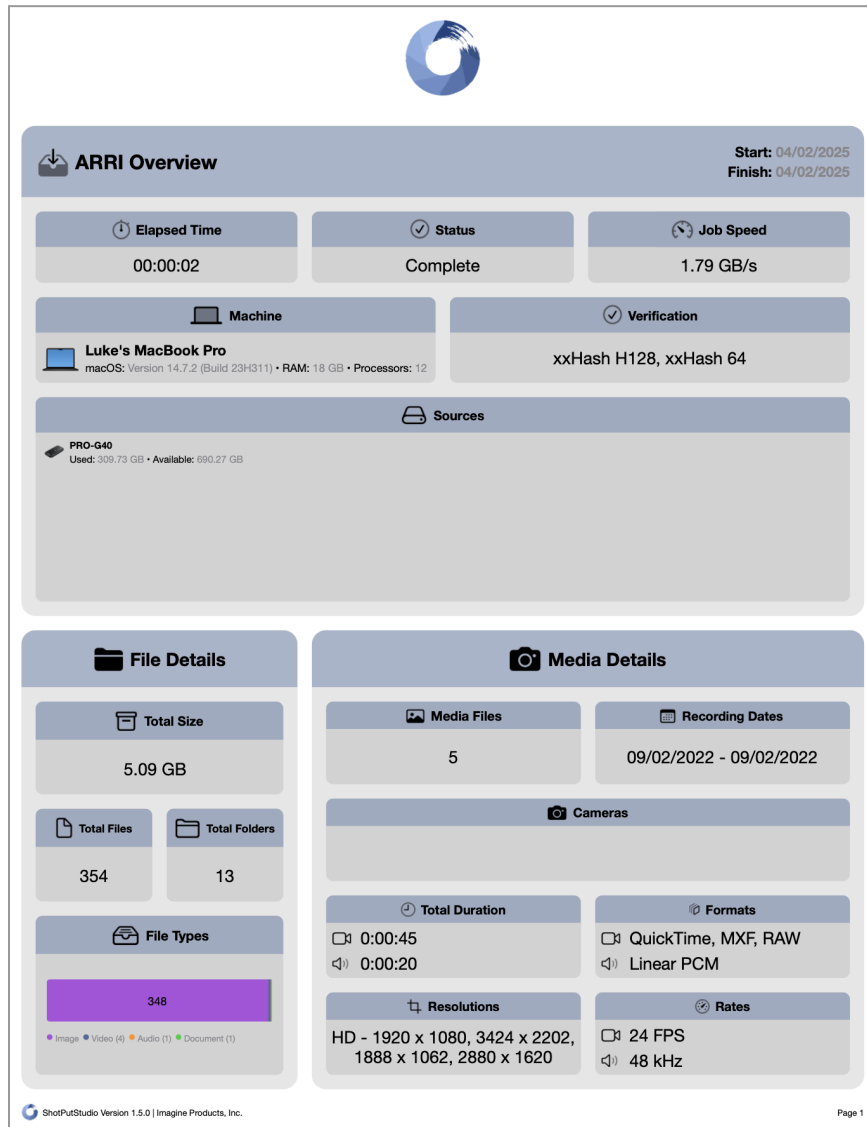 ARRI Overview
Start: 04/02/2025
Finish: 04/02/2025
Elapsed Time
00:00:02
Status
Complete
Job Speed
1.79 GB/s
Machine
Luke's MacBook Pro
macOS: Version 14.7.2 (Build 23H311) • RAM: 18 GB • Processors: 12
Verification
xxHash H128, xxHash 64
Sources
PRO-G40
Used: 309.73 GB • Available: 690.27 GB
File Details
Total Size
5.09 GB
Total Files
354
Total Folders
13
File Types
348
Image Video (4) Audio (1) Document (1)
Media Details
Media Files
5
Recording Dates
09/02/2022 - 09/02/2022
Cameras
Total Duration
0:00:45
0:00:20
Formats
QuickTime, MXF, RAW
Linear PCM
Resolutions
HD - 1920 x 1080, 3424 x 2202,
1888 x 1062, 2880 x 1620
Rates
24 FPS
48 kHz
ShotPutStudio Version 1.5.0 | Imagine Products, Inc.
Page 1